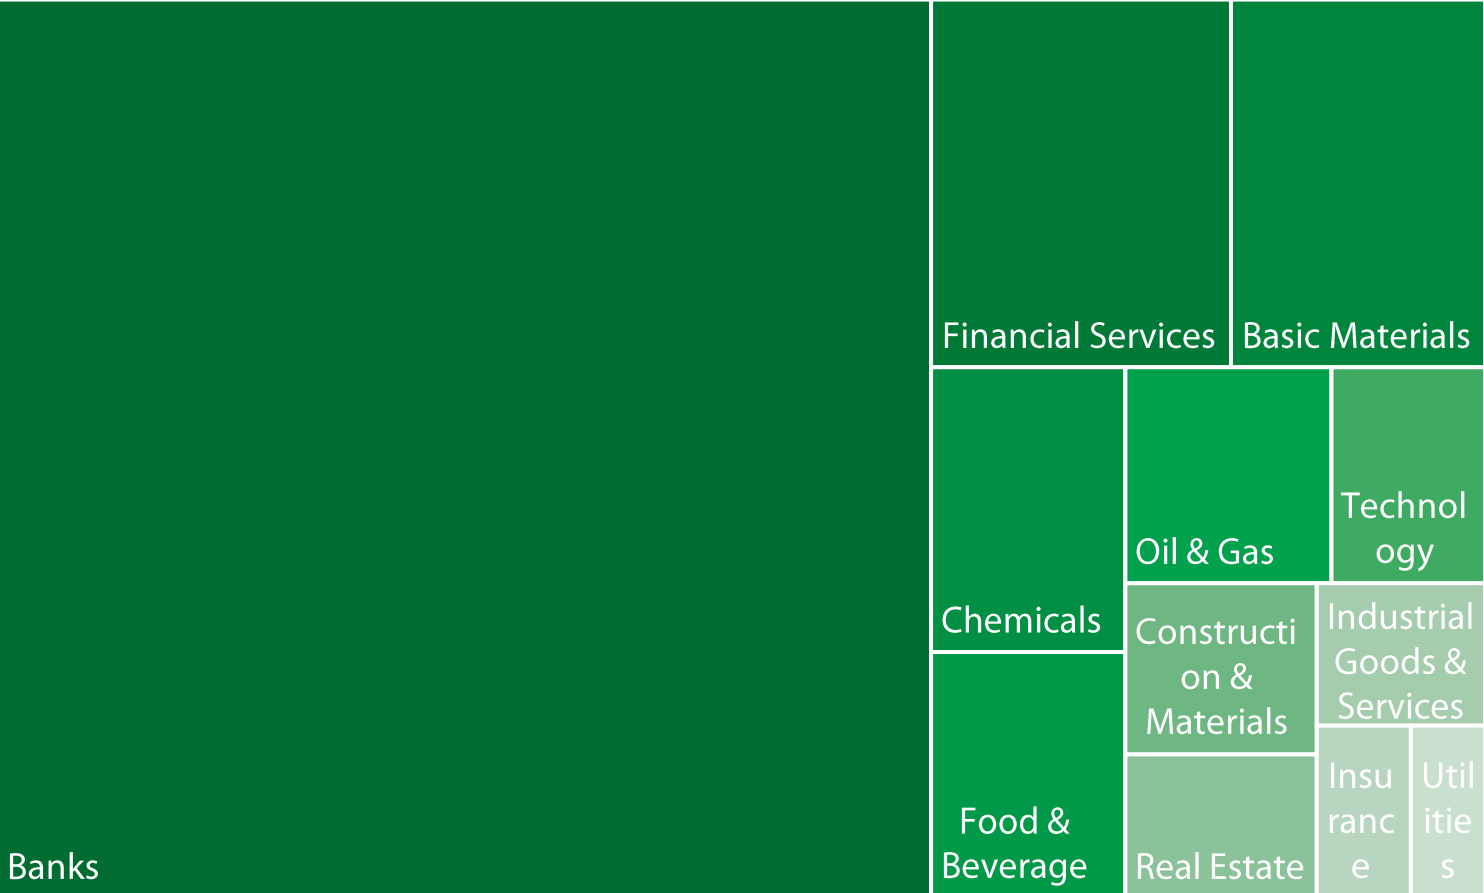 Banks
Financial Services
Basic Materials
Chemicals
Oil & Gas
Technol
ogy
Food &
Beverage
Constructi
on &
Materials
Industrial
Goods &
Services
Real Estate
Insu
ranc
e
Util
itie
s